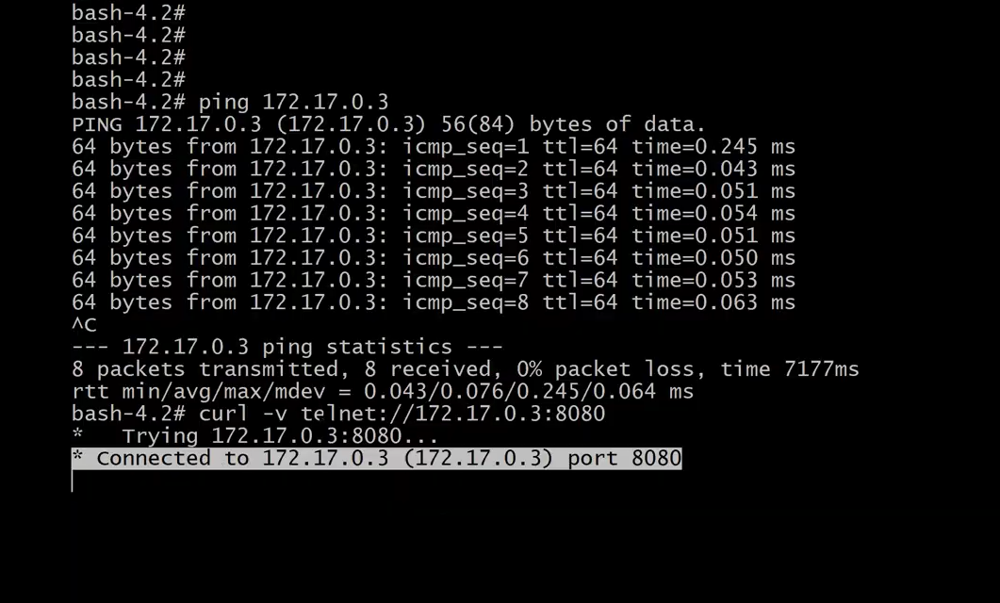 bash-4.2#
bash-4.2#
bash-4.2#
bash-4.2#
bash-4.2# ping 172.17.0.3
PING 172.17.0.3 (172.17.0.3) 56(84) bytes of data.
64 bytes from 172.17.0.3: icmp_seq=1 ttl=64 time=0.245 ms
64 bytes from 172.17.0.3: icmp_seq=2 ttl=64 time=0.043 ms
64 bytes from 172.17.0.3: icmp_seq=3 ttl=64 time=0.051 ms
64 bytes from 172.17.0.3: icmp_seq=4 ttl=64 time=0.054 ms
64 bytes from 172.17.0.3: icmp_seq=5 ttl=64 time=0.051 ms
64 bytes from 172.17.0.3: icmp_seq=6 ttl=64 time=0.050 ms
64 bytes from 172.17.0.3: icmp_seq=7 ttl=64 time=0.053 ms
64 bytes from 172.17.0.3: icmp_seq=8 ttl=64 time=0.063 ms
^C
--- 172.17.0.3 ping statistics ---
8 packets transmitted, 8 received, 0% packet loss, time 7177ms
rtt min/avg/max/mdev = 0.043/0.076/0.245/0.064 ms
bash-4.2# curl -v telnet://172.17.0.3:8080
*   Trying 172.17.0.3:8080...
* Connected to 172.17.0.3 (172.17.0.3) port 8080